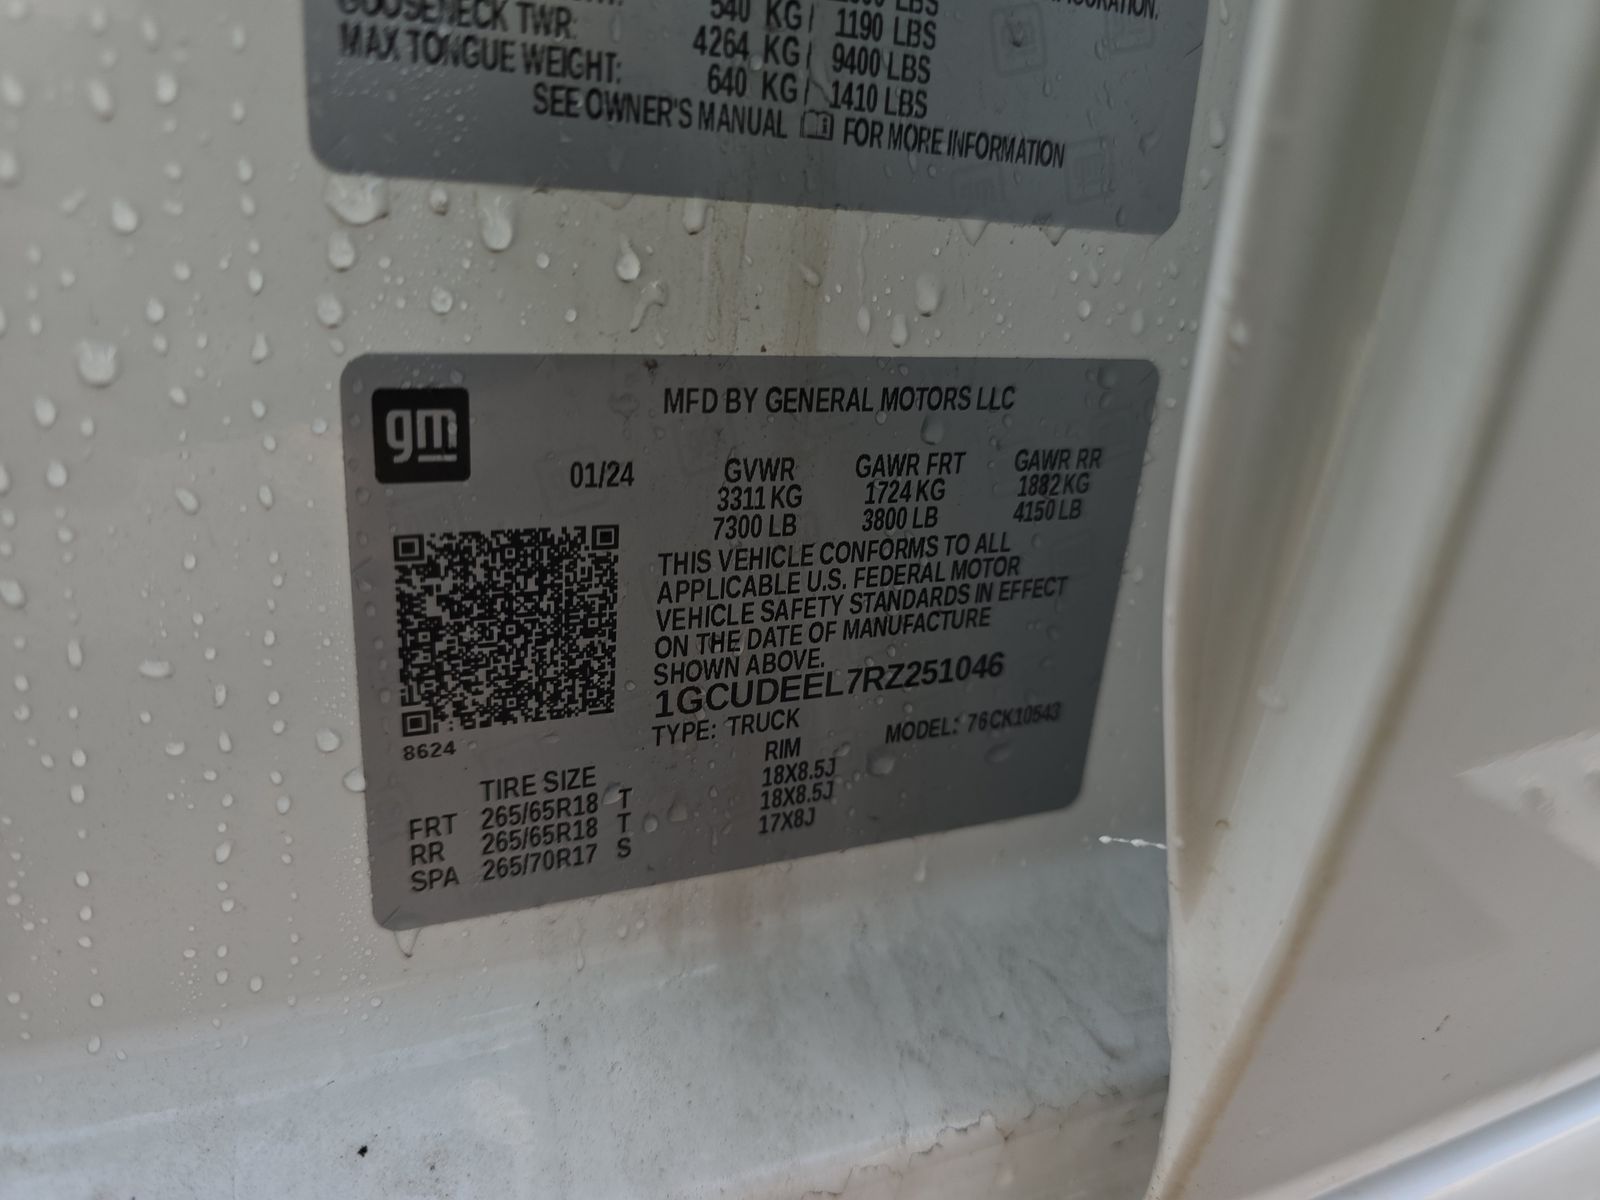 LBS
GOOSENECK TWR: 540 KG / 1190 LBS
4264 KG / 9400 LBS
MAX TONGUE WEIGHT: 640 KG / 1410 LBS
SEE OWNER'S MANUAL FOR MORE INFORMATION
gm
MFD BY GENERAL MOTORS LLC
01/24 GVWR GAWR FRT GAWR RR
3311 KG 1724 KG 1882 KG
7300 LB 3800 LB 4150 LB
THIS VEHICLE CONFORMS TO ALL
APPLICABLE U.S. FEDERAL MOTOR
VEHICLE SAFETY STANDARDS IN EFFECT
ON THE DATE OF MANUFACTURE
SHOWN ABOVE.
1GCUDEEL7RZ251046
TYPE: TRUCK MODEL: 76CK10543
8624
TIRE SIZE RIM
FRT 265/65R18 T 18X8.5J
RR 265/65R18 T 18X8.5J
SPA 265/70R17 S 17X8J